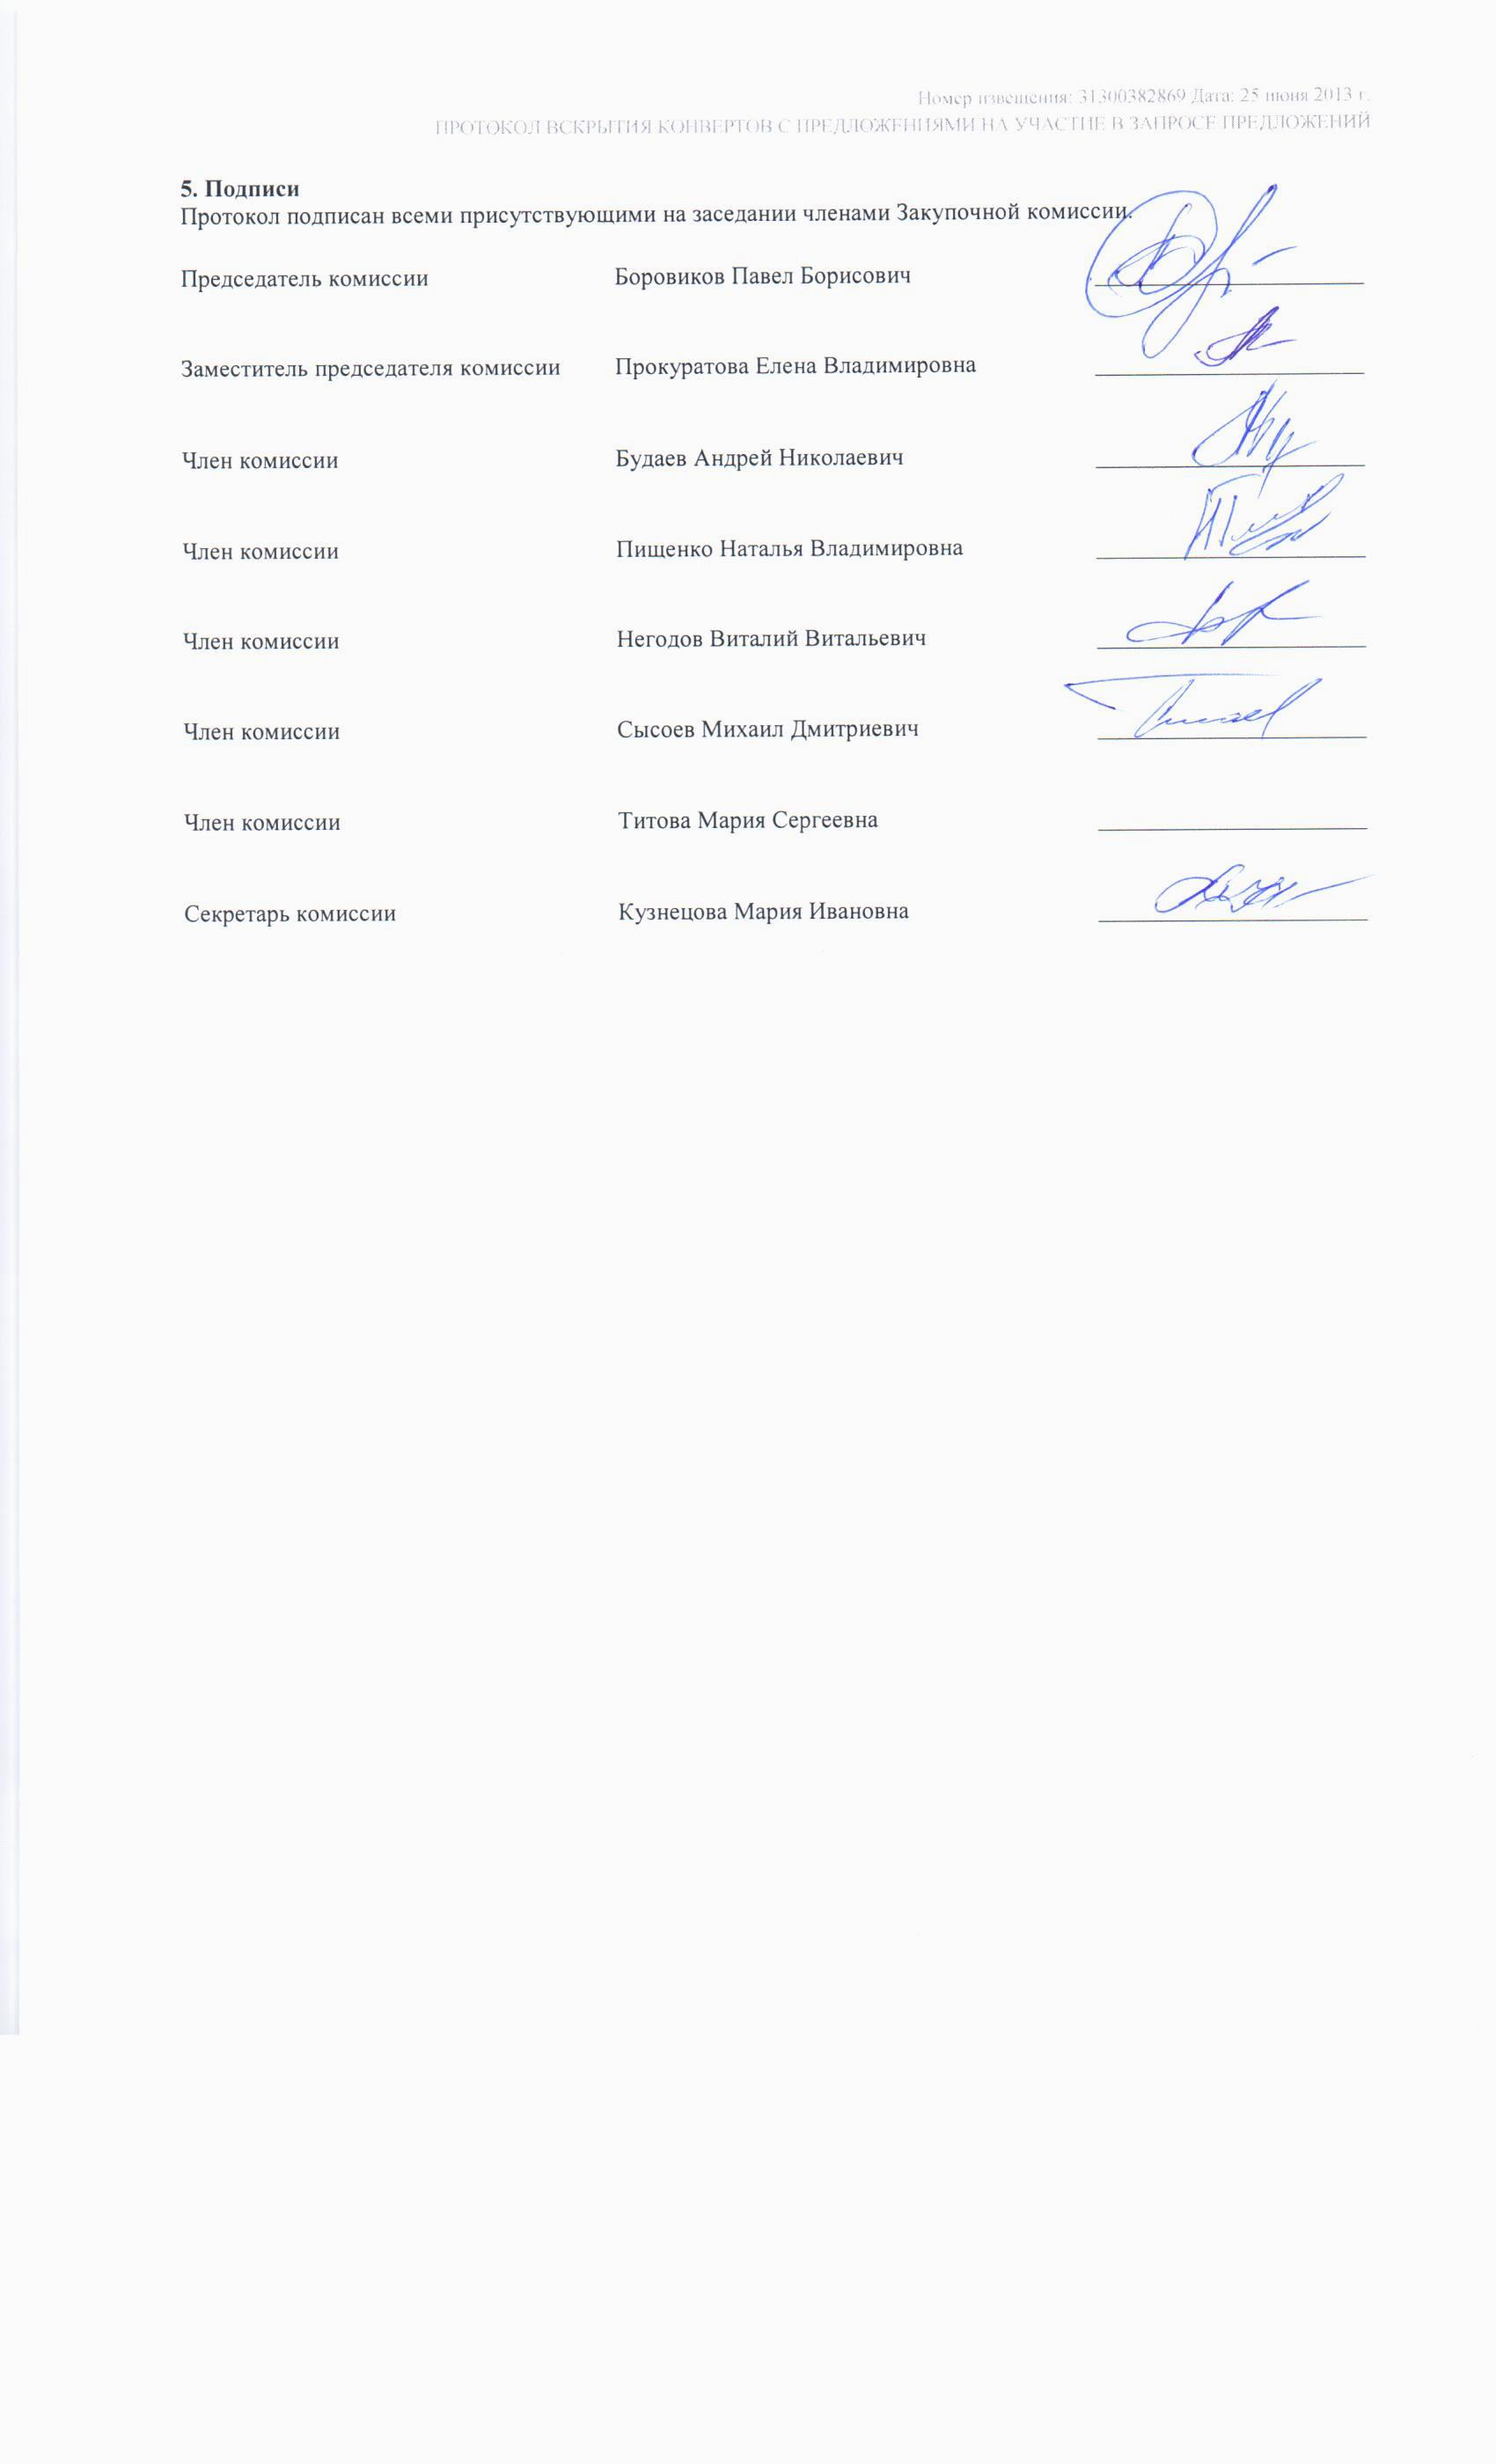 Номер извещения: 31300382869 Дата: 25 июня 2013 г.
ПРОТОКОЛ ВСКРЫТИЯ КОНВЕРТОВ С ПРЕДЛОЖЕНИЯМИ НА УЧАСТИЕ В ЗАПРОСЕ ПРЕДЛОЖЕНИЙ
5. Подписи
Протокол подписан всеми присутствующими на заседании членами Закупочной комиссии.
Председатель комиссии Боровиков Павел Борисович
Заместитель председателя комиссии Прокуратова Елена Владимировна
Член комиссии Будаев Андрей Николаевич
Член комиссии Пищенко Наталья Владимировна
Член комиссии Негодов Виталий Витальевич
Член комиссии Сысоев Михаил Дмитриевич
Член комиссии Титова Мария Сергеевна
Секретарь комиссии Кузнецова Мария Ивановна